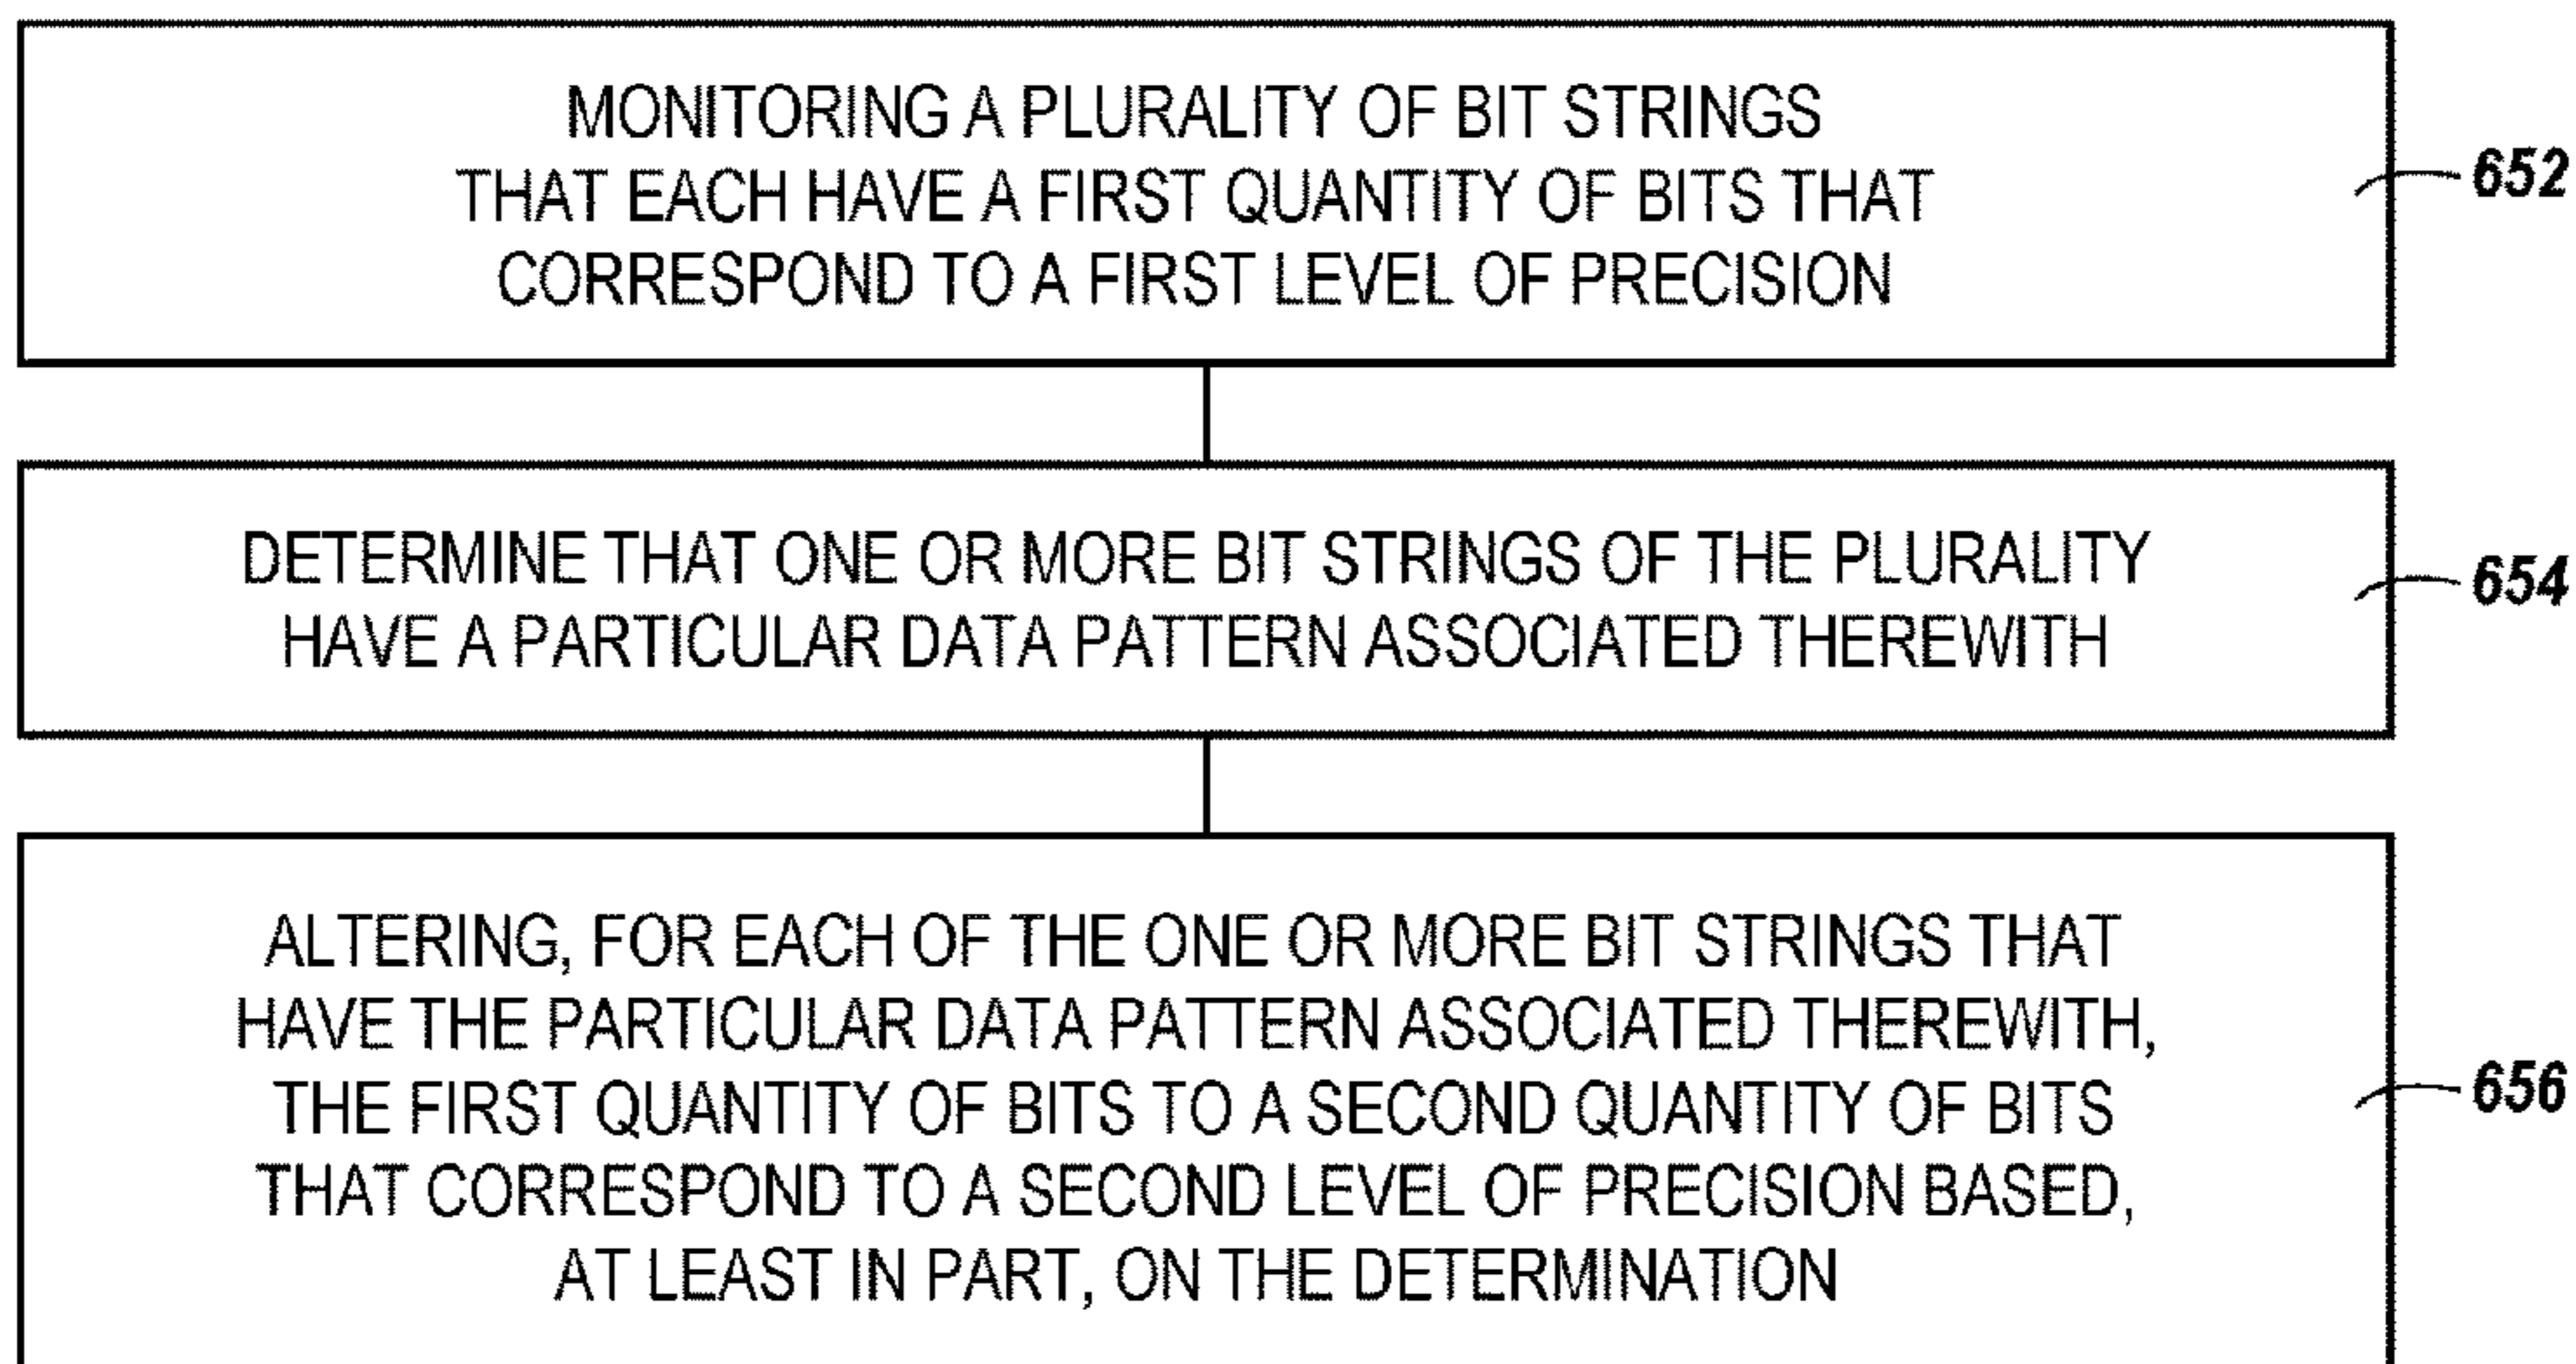 MONITORING A PLURALITY OF BIT STRINGS
THAT EACH HAVE A FIRST QUANTITY OF BITS THAT
CORRESPOND TO A FIRST LEVEL OF PRECISION
652
DETERMINE THAT ONE OR MORE BIT STRINGS OF THE PLURALITY
HAVE A PARTICULAR DATA PATTERN ASSOCIATED THEREWITH
654
ALTERING, FOR EACH OF THE ONE OR MORE BIT STRINGS THAT
HAVE THE PARTICULAR DATA PATTERN ASSOCIATED THEREWITH,
THE FIRST QUANTITY OF BITS TO A SECOND QUANTITY OF BITS
THAT CORRESPOND TO A SECOND LEVEL OF PRECISION BASED,
AT LEAST IN PART, ON THE DETERMINATION
656